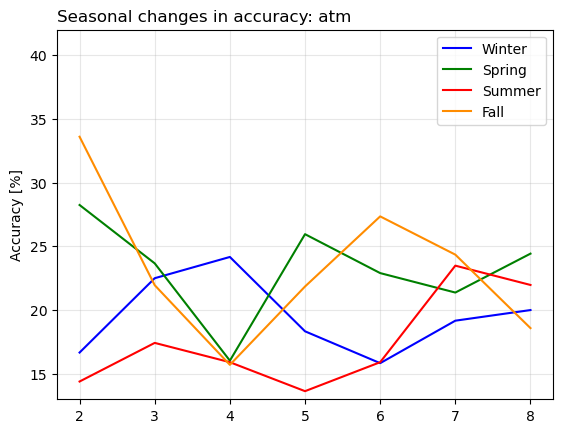 Seasonal changes in accuracy: atm
40
35
30
25
20
15
Accuracy [%]
Winter
Spring
Summer
Fall
2 3 4 5 6 7 8